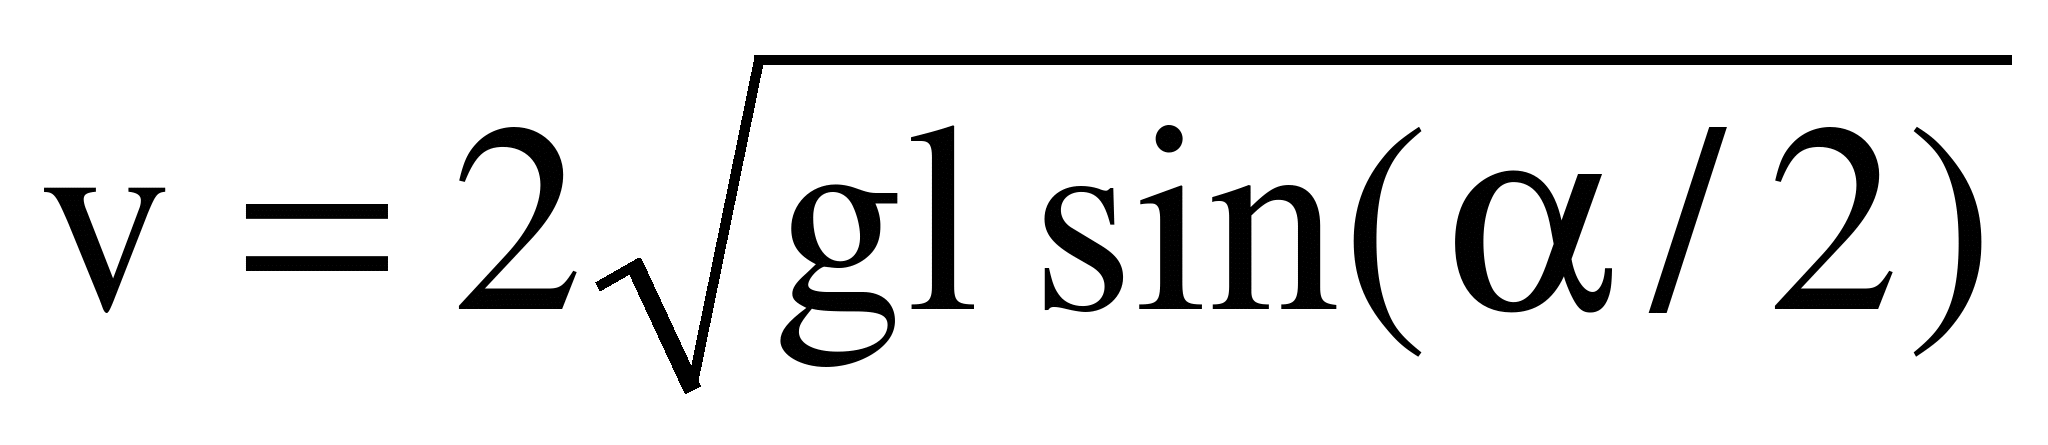 v = 2√gl sin(α/2)